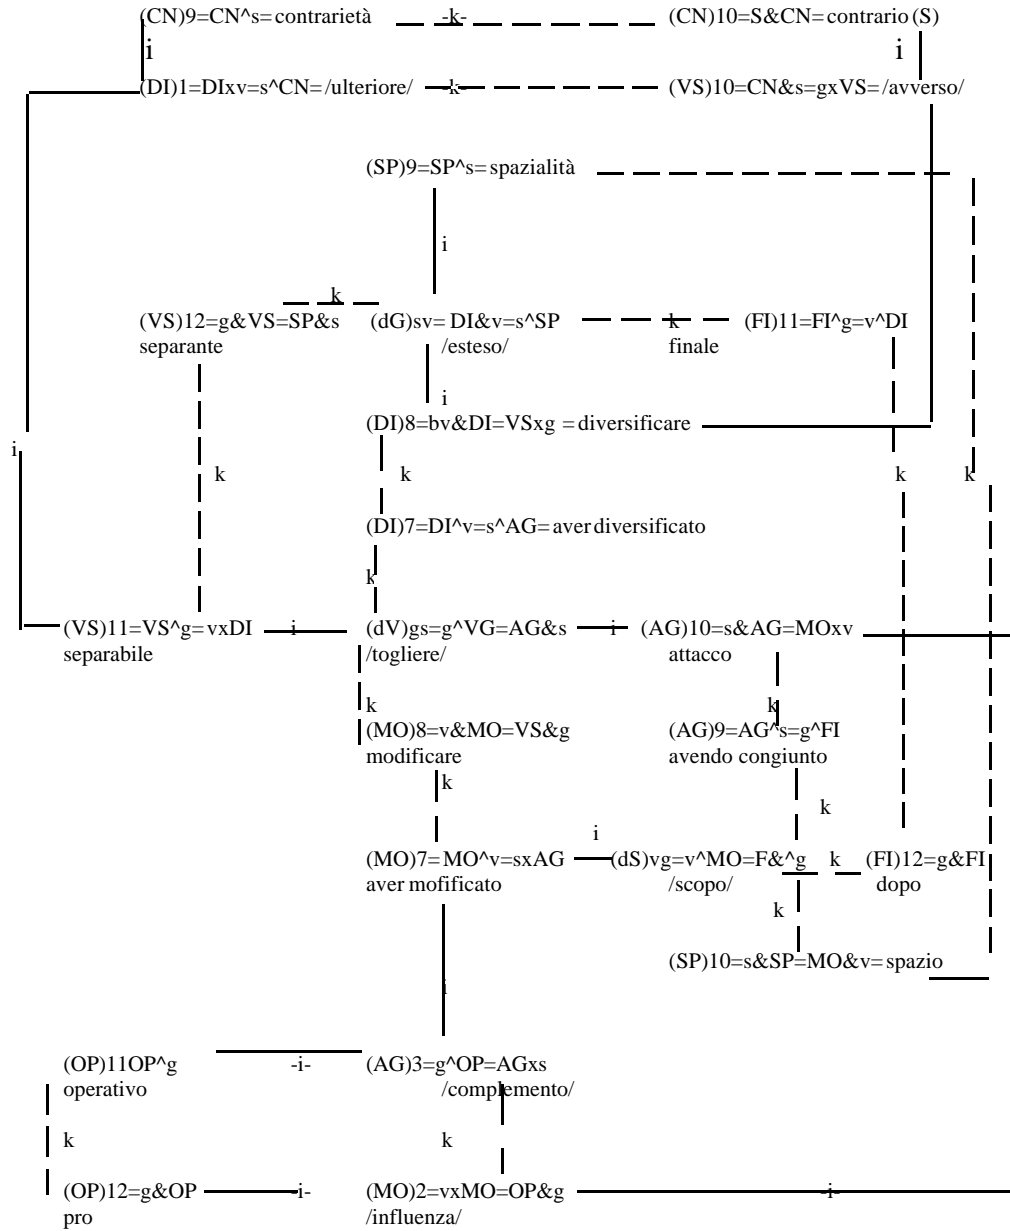 (CN)9=CN^s=contrarietà -k- (CN)10=S&CN=contrario (S)
i i
(DI)1=DIxv=s^CN=/ulteriore/ -k- (VS)10=CN&s=gxVS=/avverso/
(SP)9=SP^s=spazialità
i
k
(VS)12=g&VS=SP&s (dG)sv= DI&v=s^SP k (FI)11=FI^g=v^DI
separante /esteso/ finale
i
(DI)8=bv&DI=VSxg =diversificare
i
k k k k
(DI)7=DI^v=s^AG=aver diversificato
k
(VS)11=VS^g=vxDI i (dV)gs=g^VG=AG&s i (AG)10=s&AG=MOxv
separabile /togliere/ attacco
k k
(MO)8=v&MO=VS&g (AG)9=AG^s=g^FI
modificare avendo congiunto
k
k
i
(MO)7=MO^v=sxAG (dS)vg=v^MO=F&^g k (FI)12=g&FI
aver mofificato /scopo/ dopo
k
(SP)10=s&SP=MO&v=spazio
i
(OP)11OP^g -i- (AG)3=g^OP=AGxs
operativo /complemento/
k k
(OP)12=g&OP -i- (MO)2=vxMO=OP&g -i-
pro /influenza/